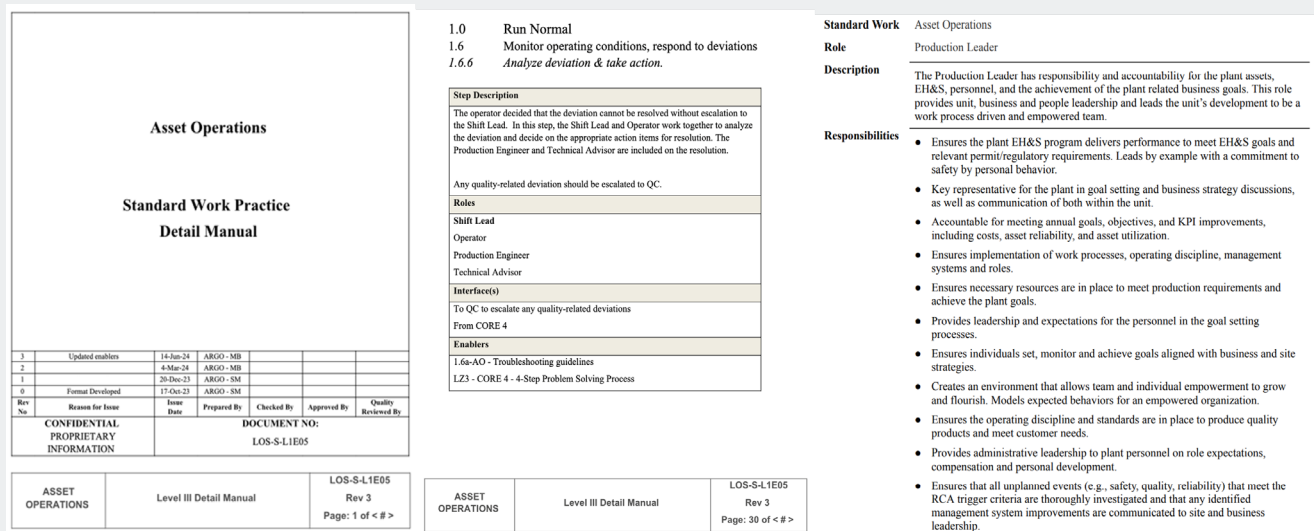 Asset Operations
Standard Work Practice
Detail Manual
3 Updated enablers 14-Jun-24 ARGO - MB
2 4-Mar-24 ARGO - MB
1 20-Dec-23 ARGO - SM
0 Format Developed 17-Oct-23 ARGO - SM
Rev No Reason for Issue Issue Date Prepared By Checked By Approved By Quality Reviewed By
CONFIDENTIAL
PROPRIETARY
INFORMATION
DOCUMENT NO:
LOS-S-L1E05
ASSET
OPERATIONS
Level III Detail Manual
LOS-S-L1E05
Rev 3
Page: 1 of < # >
1.0 Run Normal
1.6 Monitor operating conditions, respond to deviations
1.6.6 Analyze deviation & take action.
Step Description
The operator decided that the deviation cannot be resolved without escalation to
the Shift Lead. In this step, the Shift Lead and Operator work together to analyze
the deviation and decide on the appropriate action items for resolution. The
Production Engineer and Technical Advisor are included on the resolution.
Any quality-related deviation should be escalated to QC.
Roles
Shift Lead
Operator
Production Engineer
Technical Advisor
Interface(s)
To QC to escalate any quality-related deviations
From CORE 4
Enablers
1.6a-AO - Troubleshooting guidelines
LZ3 - CORE 4 - 4-Step Problem Solving Process
ASSET
OPERATIONS
Level III Detail Manual
LOS-S-L1E05
Rev 3
Page: 30 of < # >
Standard Work Asset Operations
Role Production Leader
Description
The Production Leader has responsibility and accountability for the plant assets,
EH&S, personnel, and the achievement of the plant related business goals. This role
provides unit, business and people leadership and leads the unit's development to be a
work process driven and empowered team.
Responsibilities
● Ensures the plant EH&S program delivers performance to meet EH&S goals and
relevant permit/regulatory requirements. Leads by example with a commitment to
safety by personal behavior.
● Key representative for the plant in goal setting and business strategy discussions,
as well as communication of both within the unit.
● Accountable for meeting annual goals, objectives, and KPI improvements,
including costs, asset reliability, and asset utilization.
● Ensures implementation of work processes, operating discipline, management
systems and roles.
● Ensures necessary resources are in place to meet production requirements and
achieve the plant goals.
● Provides leadership and expectations for the personnel in the goal setting
processes.
● Ensures individuals set, monitor and achieve goals aligned with business and site
strategies.
● Creates an environment that allows team and individual empowerment to grow
and flourish. Models expected behaviors for an empowered organization.
● Ensures the operating discipline and standards are in place to produce quality
products and meet customer needs.
● Provides administrative leadership to plant personnel on role expectations,
compensation and personal development.
● Ensures that all unplanned events (e.g., safety, quality, reliability) that meet the
RCA trigger criteria are thoroughly investigated and that any identified
management system improvements are communicated to site and business
leadership.